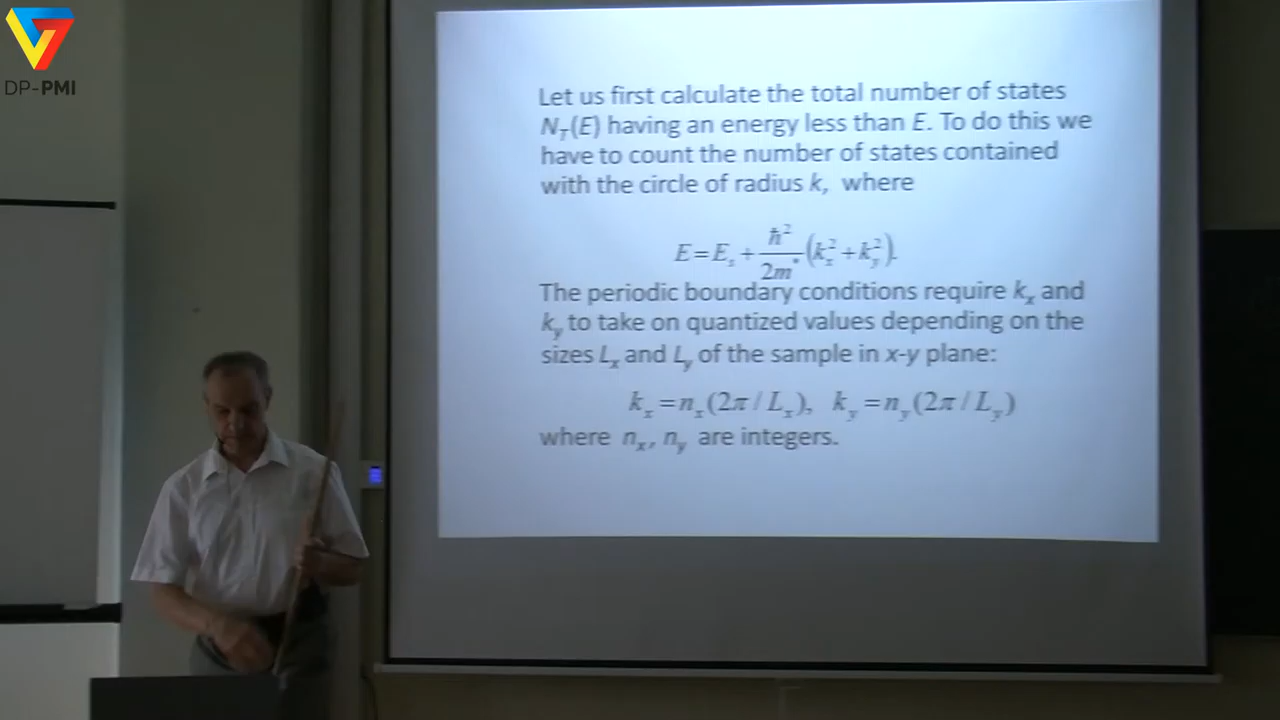 DP-PMI
Let us first calculate the total number of states
N_T(E) having an energy less than E. To do this we
have to count the number of states contained
with the circle of radius k, where
E = E_s + ħ²/2m* (k_x² + k_y²).
The periodic boundary conditions require k_x and
k_y to take on quantized values depending on the
sizes L_x and L_y of the sample in x-y plane:
k_x = n_x(2π / L_x), k_y = n_y(2π / L_y)
where n_x, n_y are integers.